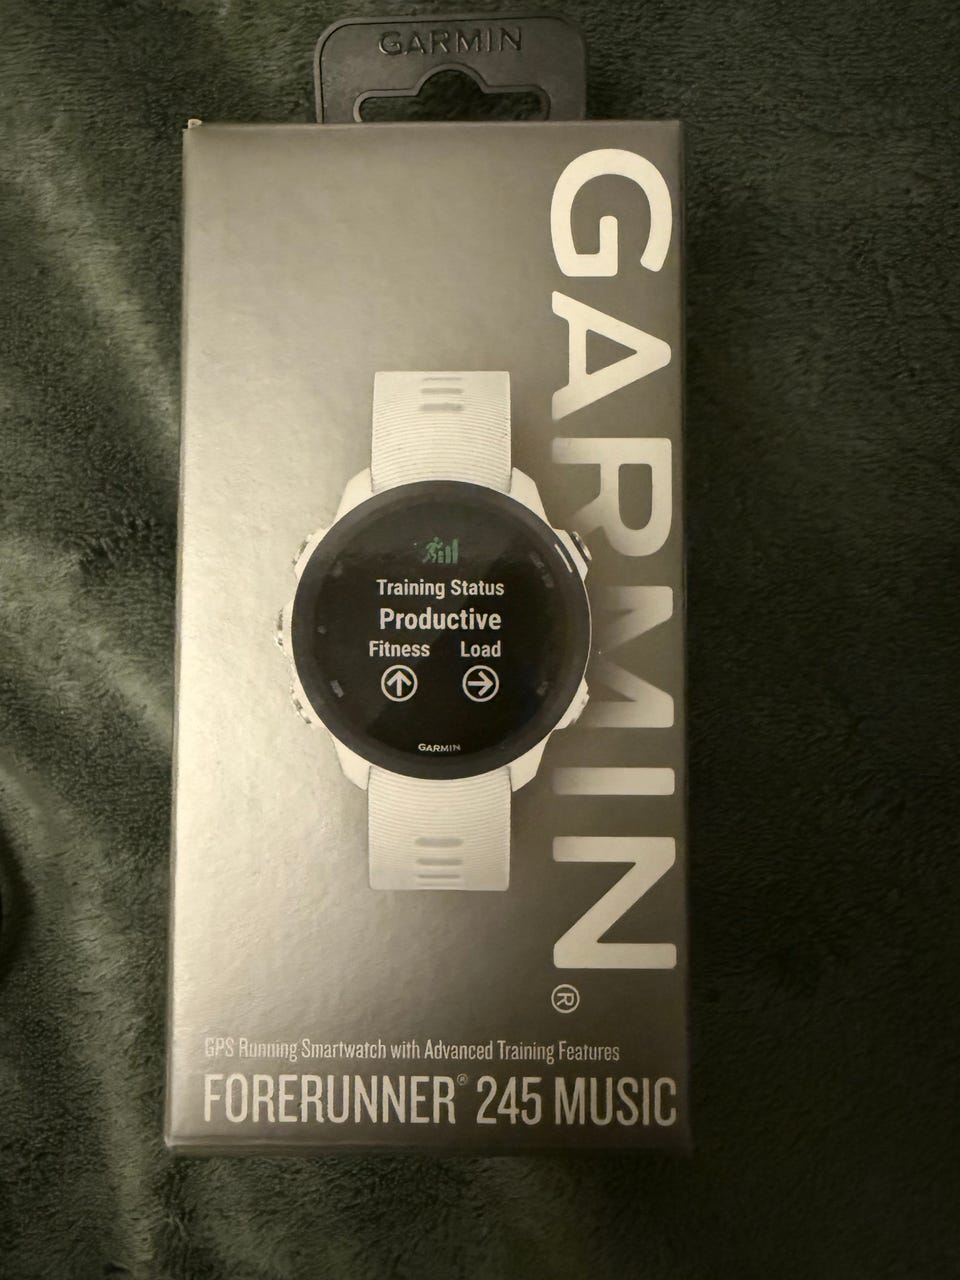 GARMIN
GARMIN®
Training Status
Productive
Fitness Load
GARMIN
GPS Running Smartwatch with Advanced Training Features
FORERUNNER® 245 MUSIC